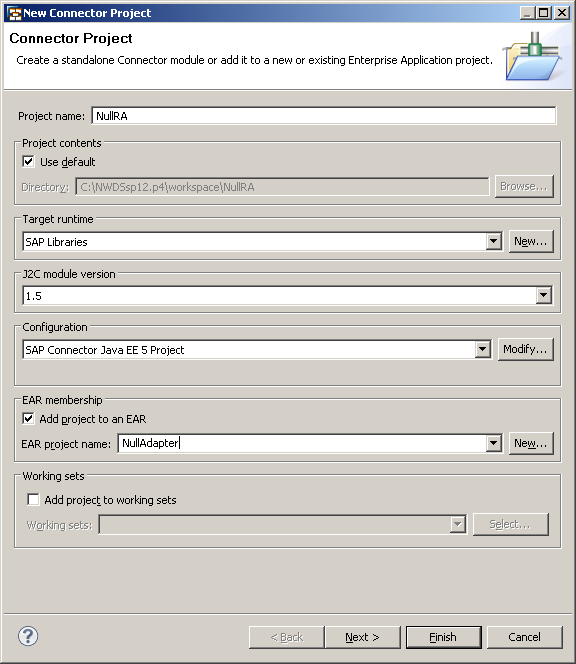 New Connector Project
Connector Project
Create a standalone Connector module or add it to a new or existing Enterprise Application project.
Project name: NullRA
Project contents
Use default
Directory: C:\NWDSsp12.p4\workspace\NullRA Browse...
Target runtime
SAP Libraries New...
J2C module version
1.5
Configuration
SAP Connector Java EE 5 Project Modify...
EAR membership
Add project to an EAR
EAR project name: NullAdapter New...
Working sets
Add project to working sets
Working sets: Select...
? < Back Next > Finish Cancel